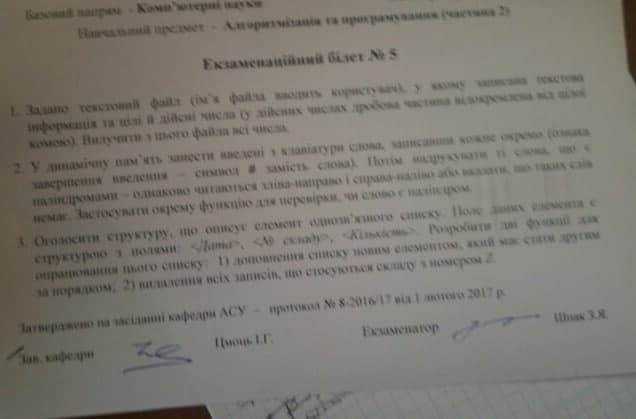 Базовий напрям - Комп'ютерні науки
Навчальний предмет - Алгоритмізація та програмування (частина 2)
Екзаменаційний білет № 5
1. Задано текстовий файл (ім'я файла вводить користувач), у якому записана текстова
інформація та цілі й дійсні числа (у дійсних числах дробова частина відокремлена від цілої
комою). Вилучити з цього файла всі числа.
2. У динамічну пам'ять занести введені з клавіатури слова, записавши кожне окремо (ознака
завершення введення – символ # замість слова). Потім надрукувати ті слова, що є
паліндромами – однаково читаються зліва-направо і справа-наліво або вказати, що таких слів
немає. Застосувати окрему функцію для перевірки, чи слово є паліндром.
3. Оголосити структуру, що описує елемент однозв'язного списку. Поле даних елемента є
структурою з полями: <Дата>, <№ складу>, <Кількість>. Розробити дві функції для
опрацювання цього списку: 1) доповнення списку новим елементом, який має стати другим
за порядком; 2) видалення всіх записів, що стосуються складу з номером Z.
Затверджено на засіданні кафедри АСУ – протокол № 8-2016/17 від 1 лютого 2017 р.
Зав. кафедри Цмоць І.Г. Екзаменатор Шпак З.Я.